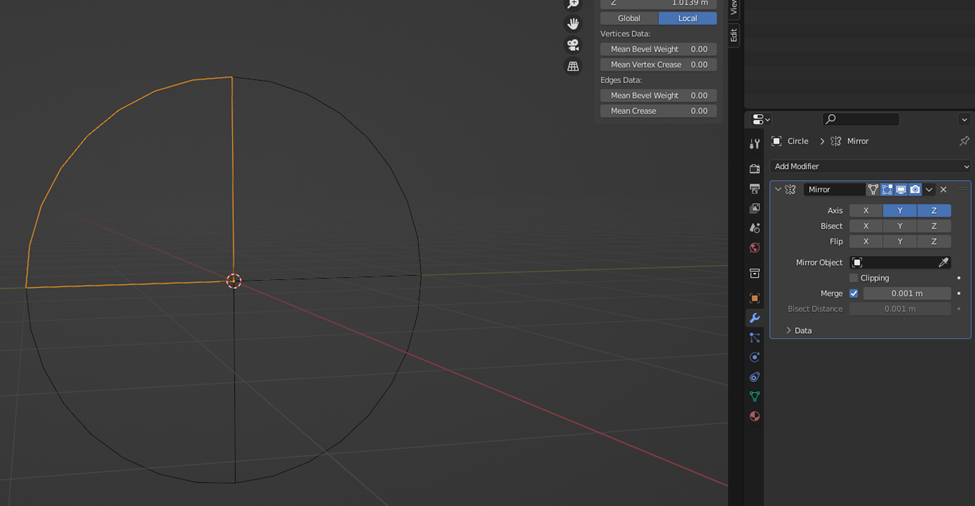 Z 1.0139 m
View
Global Local
Edit
Vertices Data:
Mean Bevel Weight 0.00
Mean Vertex Crease 0.00
Edges Data:
Mean Bevel Weight 0.00
Mean Crease 0.00
Circle > Mirror
Add Modifier
Mirror
Axis X Y Z
Bisect X Y Z
Flip X Y Z
Mirror Object
Clipping
Merge 0.001 m
Bisect Distance 0.001 m
Data